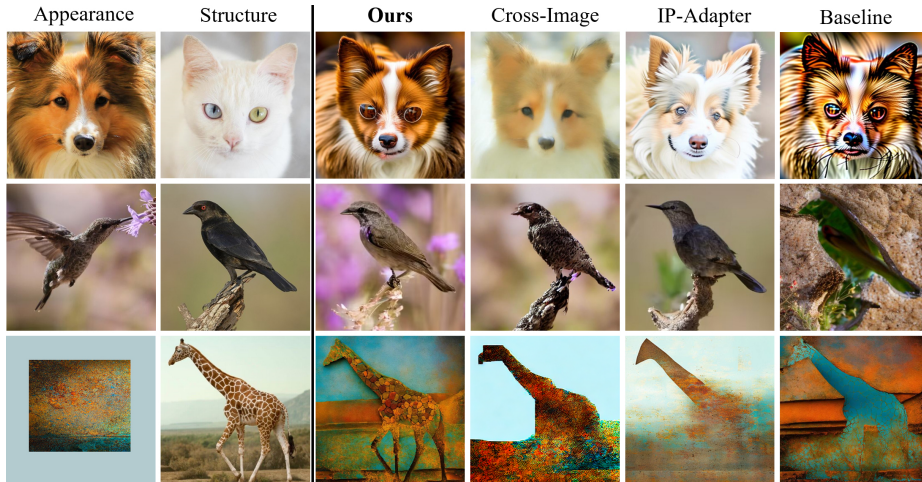 Appearance
Structure
Ours
Cross-Image
IP-Adapter
Baseline